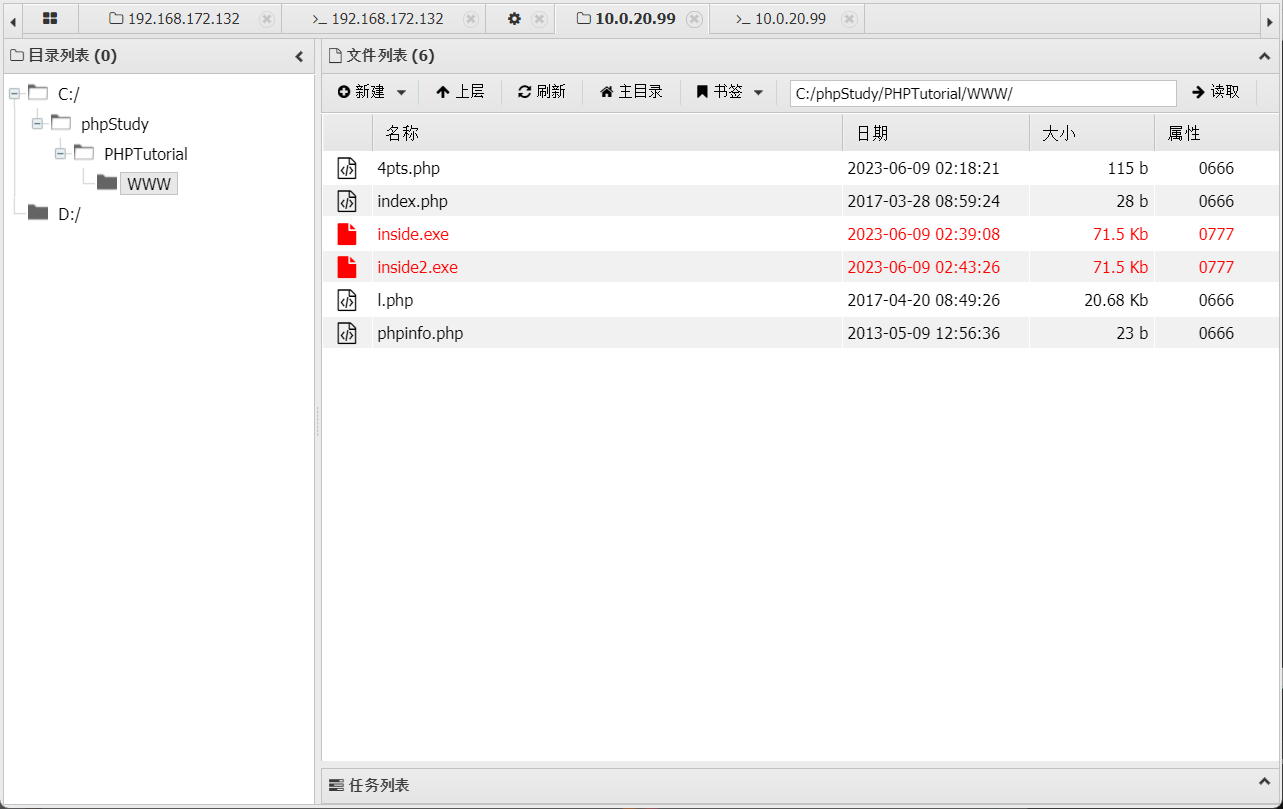 192.168.172.132 >_ 192.168.172.132 10.0.20.99 >_ 10.0.20.99
目录列表 (0)
C:/
phpStudy
PHPTutorial
WWW
D:/
文件列表 (6)
新建 上层 刷新 主目录 书签 C:/phpStudy/PHPTutorial/WWW/ 读取
名称 日期 大小 属性
4pts.php 2023-06-09 02:18:21 115 b 0666
index.php 2017-03-28 08:59:24 28 b 0666
inside.exe 2023-06-09 02:39:08 71.5 Kb 0777
inside2.exe 2023-06-09 02:43:26 71.5 Kb 0777
l.php 2017-04-20 08:49:26 20.68 Kb 0666
phpinfo.php 2013-05-09 12:56:36 23 b 0666
任务列表